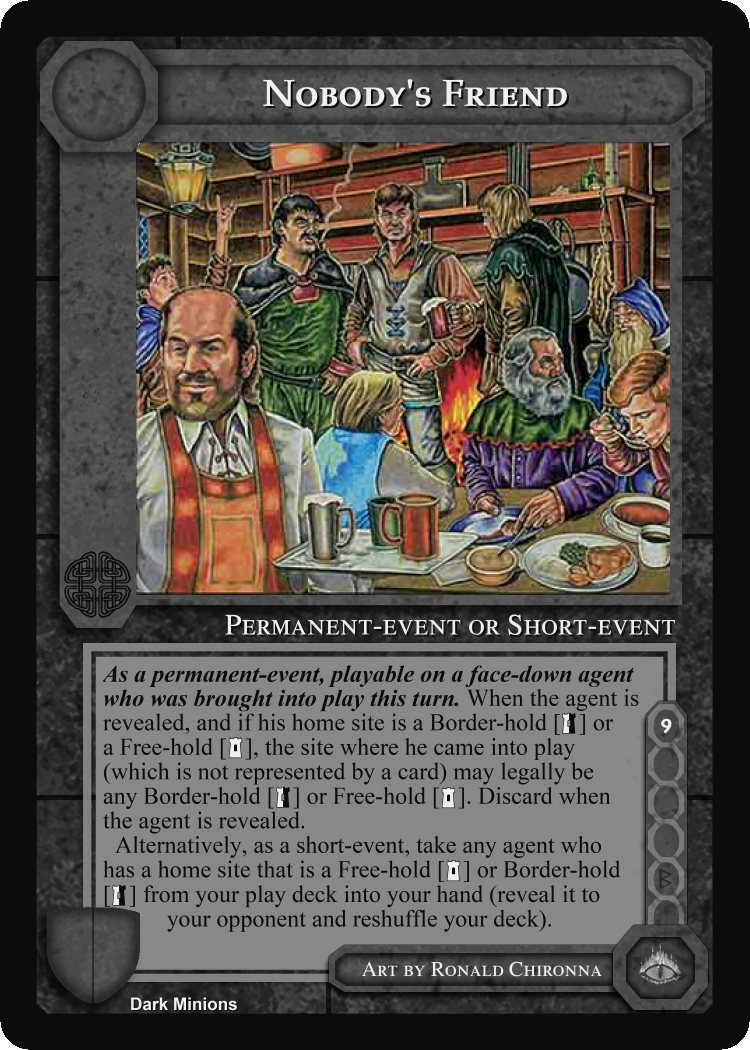 Nobody's Friend
Permanent-event or Short-event
As a permanent-event, playable on a face-down agent
who was brought into play this turn. When the agent is
revealed, and if his home site is a Border-hold [ ] or
a Free-hold [ ], the site where he came into play
(which is not represented by a card) may legally be
any Border-hold [ ] or Free-hold [ ]. Discard when
the agent is revealed.
Alternatively, as a short-event, take any agent who
has a home site that is a Free-hold [ ] or Border-hold
[ ] from your play deck into your hand (reveal it to
your opponent and reshuffle your deck).
9
B
Art by Ronald Chironna
Dark Minions